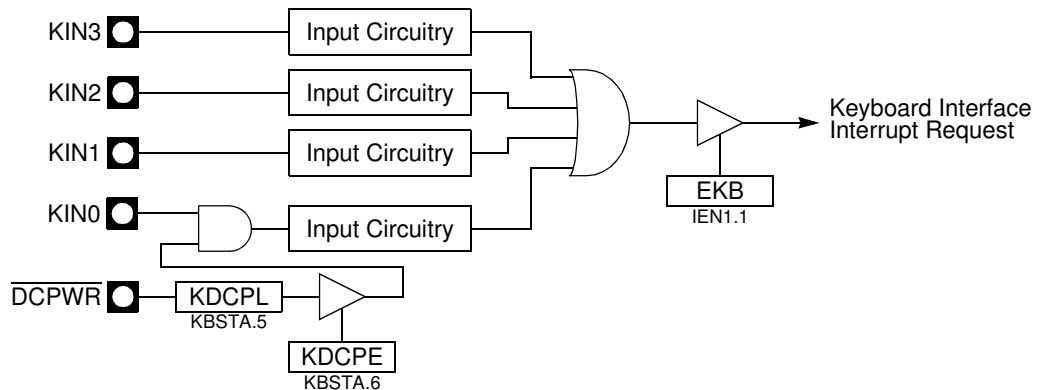 KIN3
Input Circuitry
KIN2
Input Circuitry
KIN1
Input Circuitry
KIN0
Input Circuitry
Keyboard Interface
Interrupt Request
EKB
IEN1.1
DCPWR
KDCPL
KBSTA.5
KDCPE
KBSTA.6